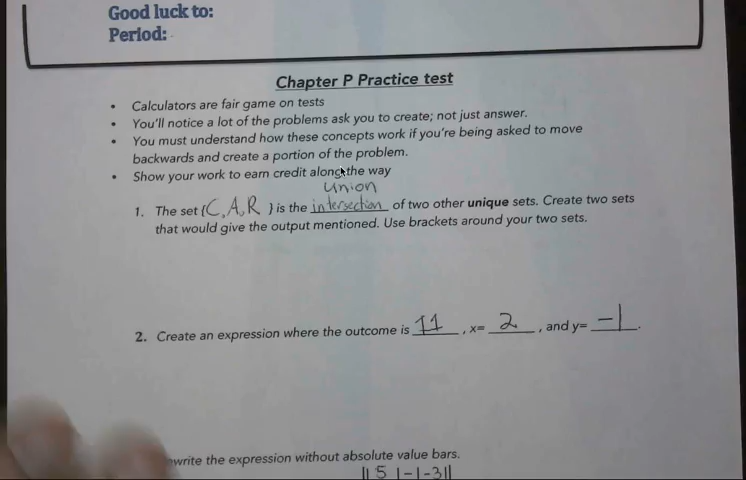 Good luck to:
Period:
Chapter P Practice test
• Calculators are fair game on tests
• You'll notice a lot of the problems ask you to create; not just answer.
• You must understand how these concepts work if you're being asked to move
backwards and create a portion of the problem.
• Show your work to earn credit along the way
union
1. The set {C, A, R } is the intersection of two other unique sets. Create two sets
that would give the output mentioned. Use brackets around your two sets.
2. Create an expression where the outcome is 11, x= 2, and y= -1.
write the expression without absolute value bars.
|| 5 |-|-3||